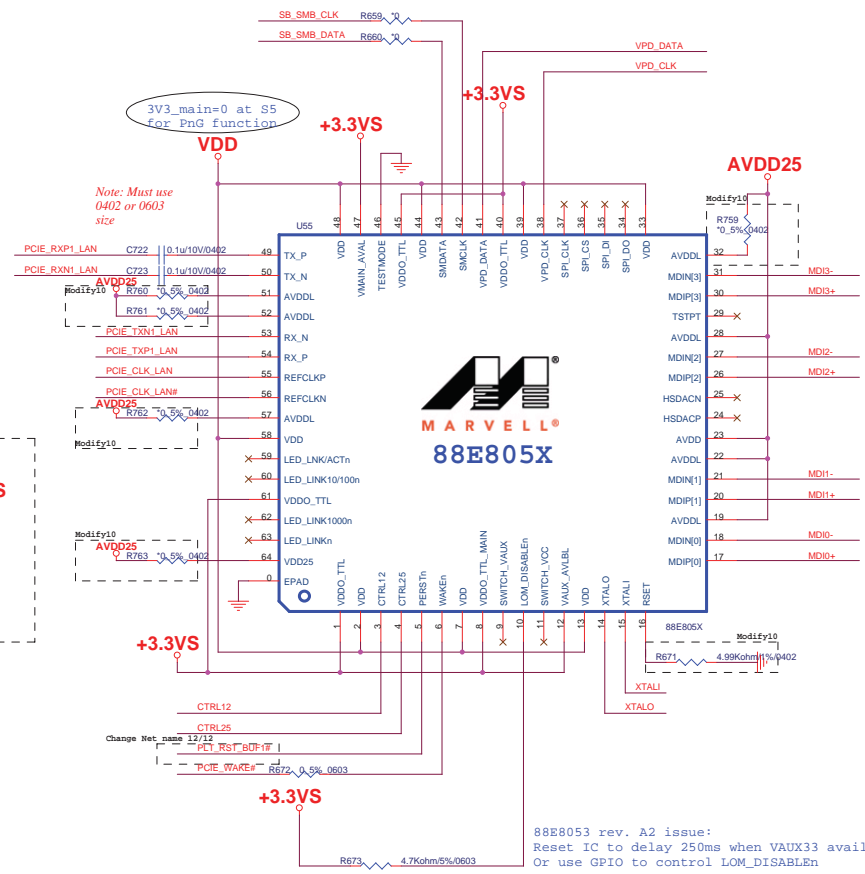 SB_SMB_CLK R659 *0
SB_SMB_DATA R660 *0
VPD_DATA
VPD_CLK
3V3_main=0 at S5
for PnG function
VDD
+3.3VS
+3.3VS
AVDD25
Note: Must use
0402 or 0603
size
Modify10
R759
*0_5%_0402
U55
48 47 46 45 44 43 42 41 40 39 38 37 36 35 34 33
VDD
VMAIN_AVAL
TESTMODE
VDDO_TTL
VDD
SMDATA
SMCLK
VPD_DATA
VDDO_TTL
VDD
VPD_CLK
SPI_CLK
SPI_CS
SPI_DI
SPI_DO
VDD
PCIE_RXP1_LAN C722 0.1u/10V/0402 49 TX_P
PCIE_RXN1_LAN C723 0.1u/10V/0402 50 TX_N
AVDD25
Modify10 R760 *0_5%_0402 51 AVDDL
R761 *0_5%_0402 52 AVDDL
PCIE_TXN1_LAN 53 RX_N
PCIE_TXP1_LAN 54 RX_P
PCIE_CLK_LAN 55 REFCLKP
PCIE_CLK_LAN# 56 REFCLKN
AVDD25
R762 *0_5%_0402 57 AVDDL
Modify10
58 VDD
59 LED_LNK/ACTn
60 LED_LINK10/100n
61 VDDO_TTL
62 LED_LINK1000n
63 LED_LINKn
Modify10
AVDD25
R763 *0_5%_0402 64 VDD25
0 EPAD
S
MARVELL®
88E805X
AVDDL 32
MDIN[3] 31 MDI3-
MDIP[3] 30 MDI3+
TSTPT 29
AVDDL 28
MDIN[2] 27 MDI2-
MDIP[2] 26 MDI2+
HSDACN 25
HSDACP 24
AVDD 23
AVDDL 22
MDIN[1] 21 MDI1-
MDIP[1] 20 MDI1+
AVDDL 19
MDIN[0] 18 MDI0-
MDIP[0] 17 MDI0+
VDDO_TTL
VDD
CTRL12
CTRL25
PERSTn
WAKEn
VDD
VDDO_TTL_MAIN
SWITCH_VAUX
LOM_DISABLEn
SWITCH_VCC
VAUX_AVLBL
VDD
XTALO
XTALI
RSET
1 2 3 4 5 6 7 8 9 10 11 12 13 14 15 16
88E805X
Modify10
R671 4.99Kohm/1%/0402
+3.3VS
XTALI
XTALO
CTRL12
CTRL25
Change Net name 12/12
PLT_RST_BUF1#
PCIE_WAKE# R672 0_5%_0603
+3.3VS
R673 4.7Kohm/5%/0603
88E8053 rev. A2 issue:
Reset IC to delay 250ms when VAUX33 avail
Or use GPIO to control LOM_DISABLEn